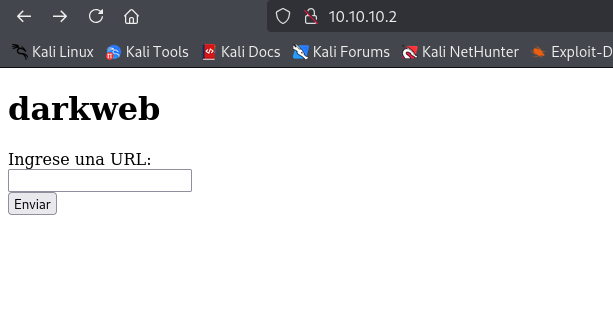 10.10.10.2
Kali Linux Kali Tools Kali Docs Kali Forums Kali NetHunter Exploit-D
darkweb
Ingrese una URL:
Enviar